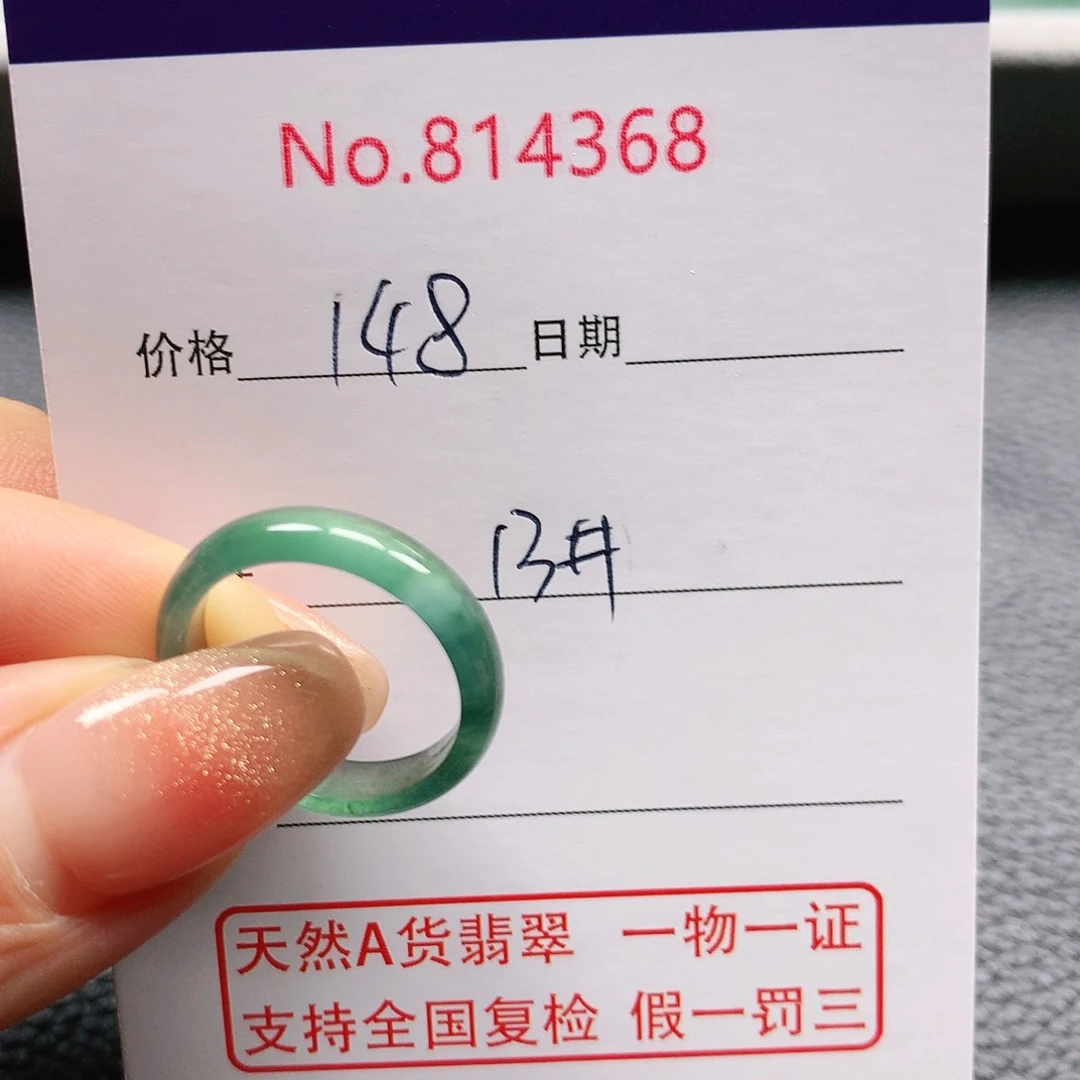 No.814368
价格 148 日期
13#
天然A货翡翠 一物一证
支持全国复检 假一罚三